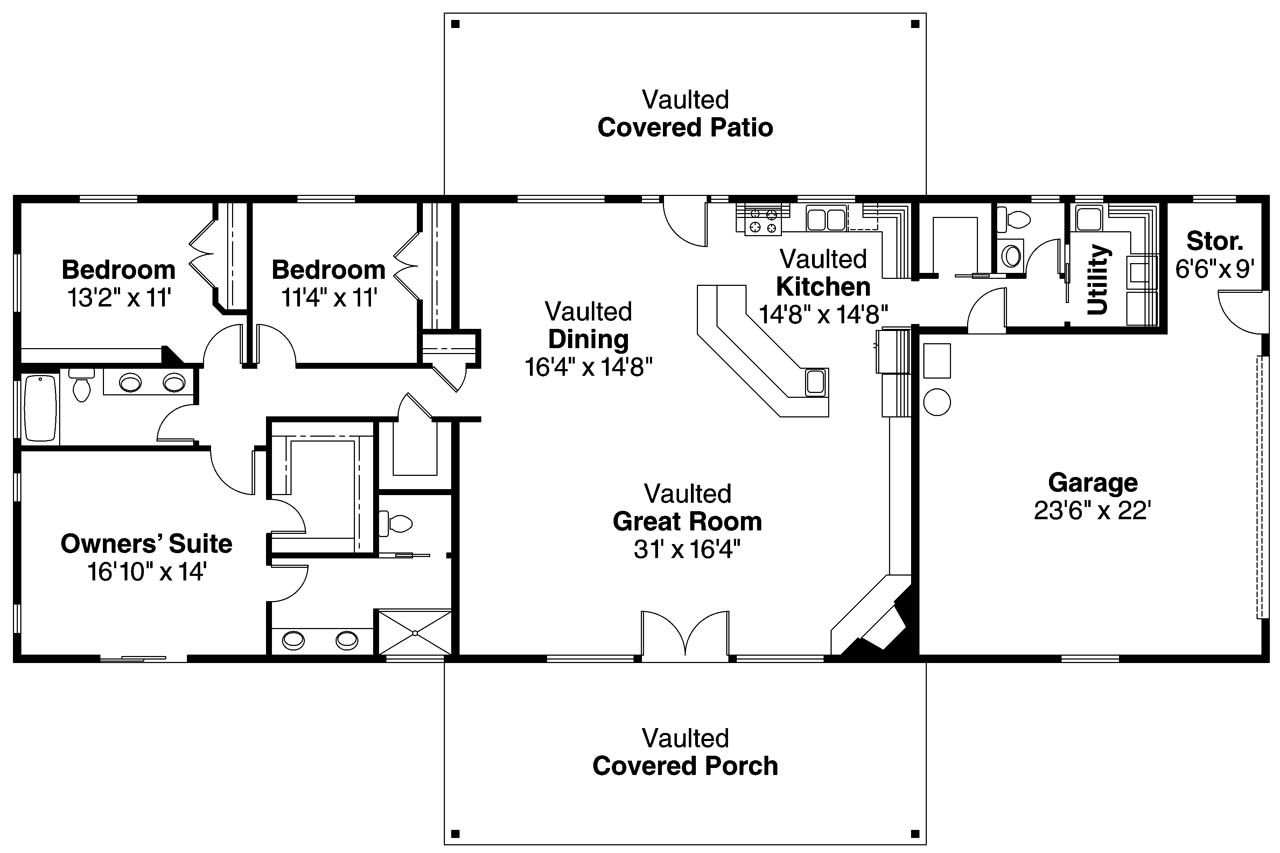 Vaulted
Covered Patio
Bedroom
13'2" x 11'
Bedroom
11'4" x 11'
Vaulted
Dining
16'4" x 14'8"
Vaulted
Kitchen
14'8" x 14'8"
Utility
Stor.
6'6"x 9'
Owners’ Suite
16'10" x 14'
Vaulted
Great Room
31' x 16'4"
Garage
23'6" x 22'
Vaulted
Covered Porch